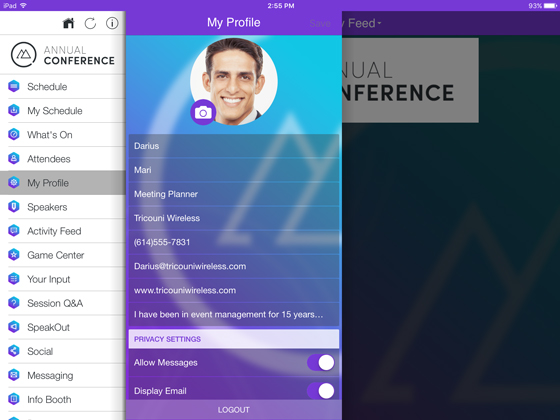 iPad
2:55 PM
93%
My Profile
Save
y Feed
ANNUAL
CONFERENCE
NUAL
NFERENCE
Schedule
My Schedule
What's On
Attendees
My Profile
Speakers
Activity Feed
Game Center
Your Input
Session Q&A
SpeakOut
Social
Messaging
Info Booth
Darius
Mari
Meeting Planner
Tricouni Wireless
(614)555-7831
Darius@tricouniwireless.com
www.tricouniwireless.com
I have been in event management for 15 years…
PRIVACY SETTINGS
Allow Messages
Display Email
LOGOUT